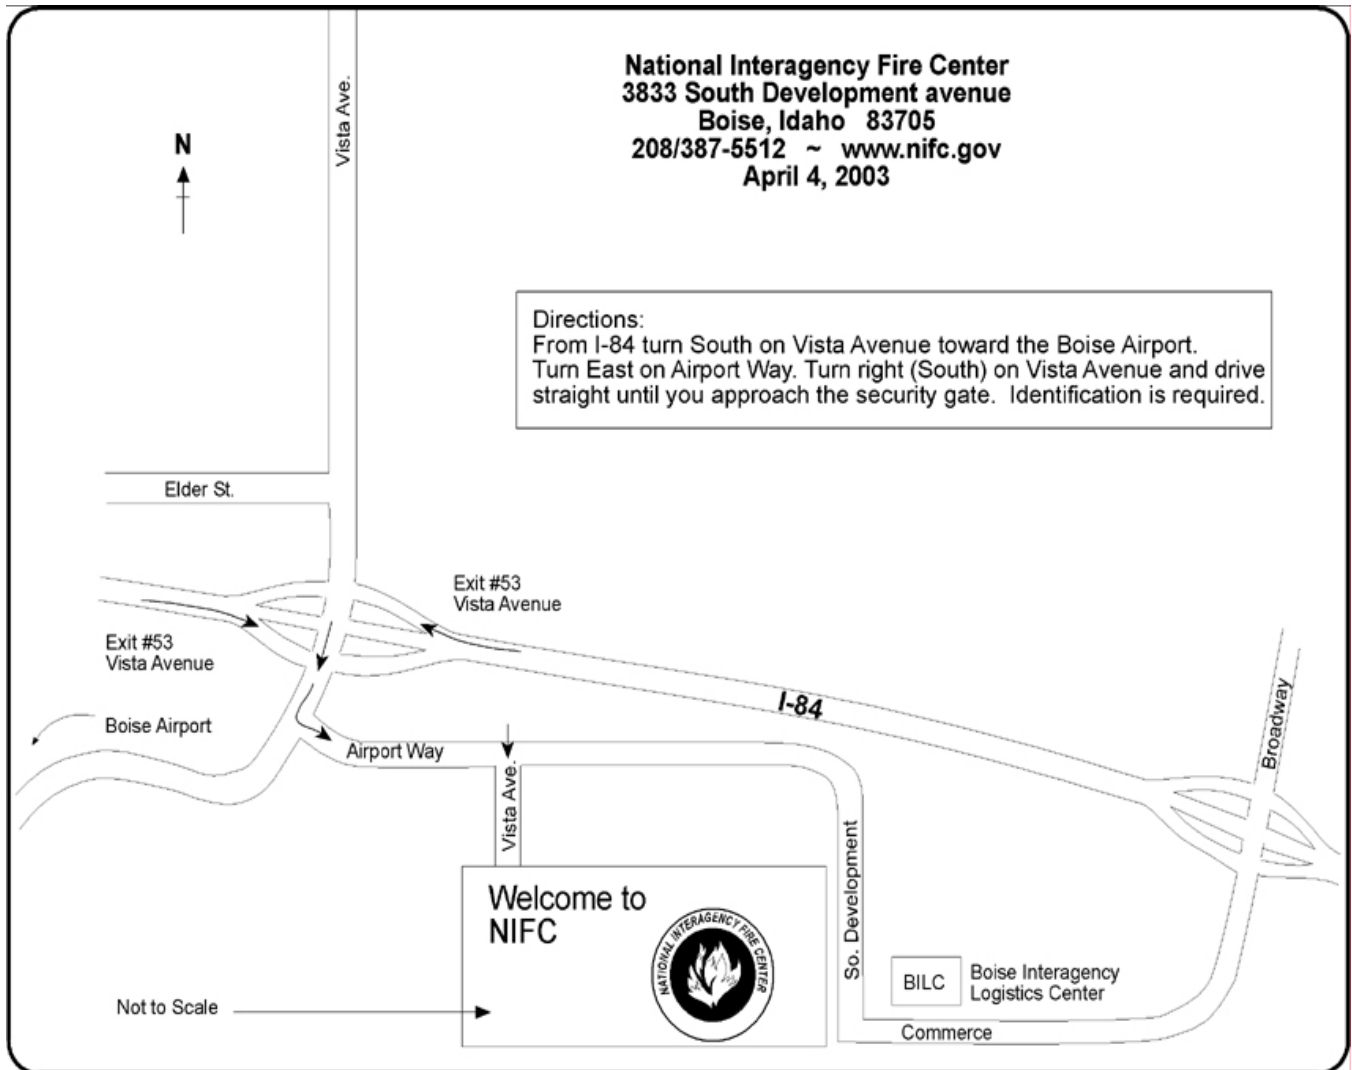 National Interagency Fire Center
3833 South Development avenue
Boise, Idaho 83705
208/387-5512 ~ www.nifc.gov
April 4, 2003
N
Vista Ave.
Directions:
From I-84 turn South on Vista Avenue toward the Boise Airport.
Turn East on Airport Way. Turn right (South) on Vista Avenue and drive
straight until you approach the security gate. Identification is required.
Elder St.
Exit #53
Vista Avenue
Exit #53
Vista Avenue
I-84
Broadway
Boise Airport
Airport Way
Vista Ave.
So. Development
Welcome to
NIFC
NATIONAL INTERAGENCY FIRE CENTER
BILC
Boise Interagency
Logistics Center
Not to Scale
Commerce